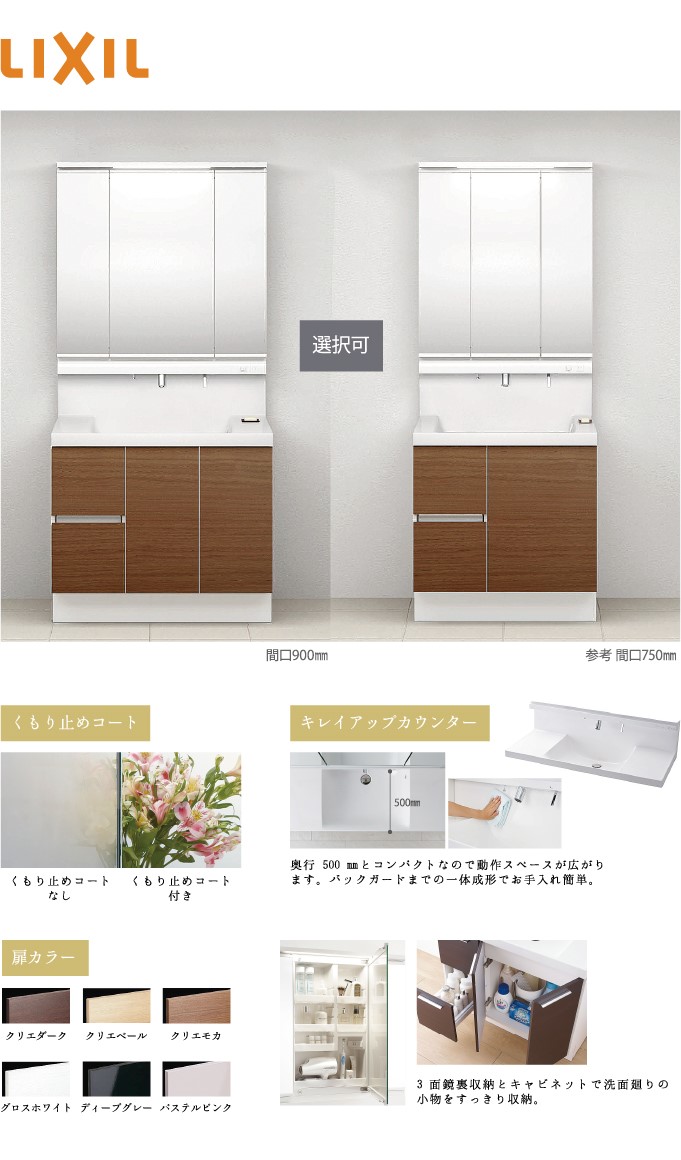 LIXIL
選択可
間口900㎜
参考 間口750㎜
くもり止めコート
キレイアップカウンター
500㎜
くもり止めコート
なし
くもり止めコート
付き
奥行 500 ㎜とコンパクトなので動作スペースが広がり
ます。バックガードまでの一体成形でお手入れ簡単。
扉カラー
クリエダーク
クリエペール
クリエモカ
グロスホワイト
ディープグレー
パステルピンク
3 面鏡裏収納とキャビネットで洗面廻りの
小物をすっきり収納。